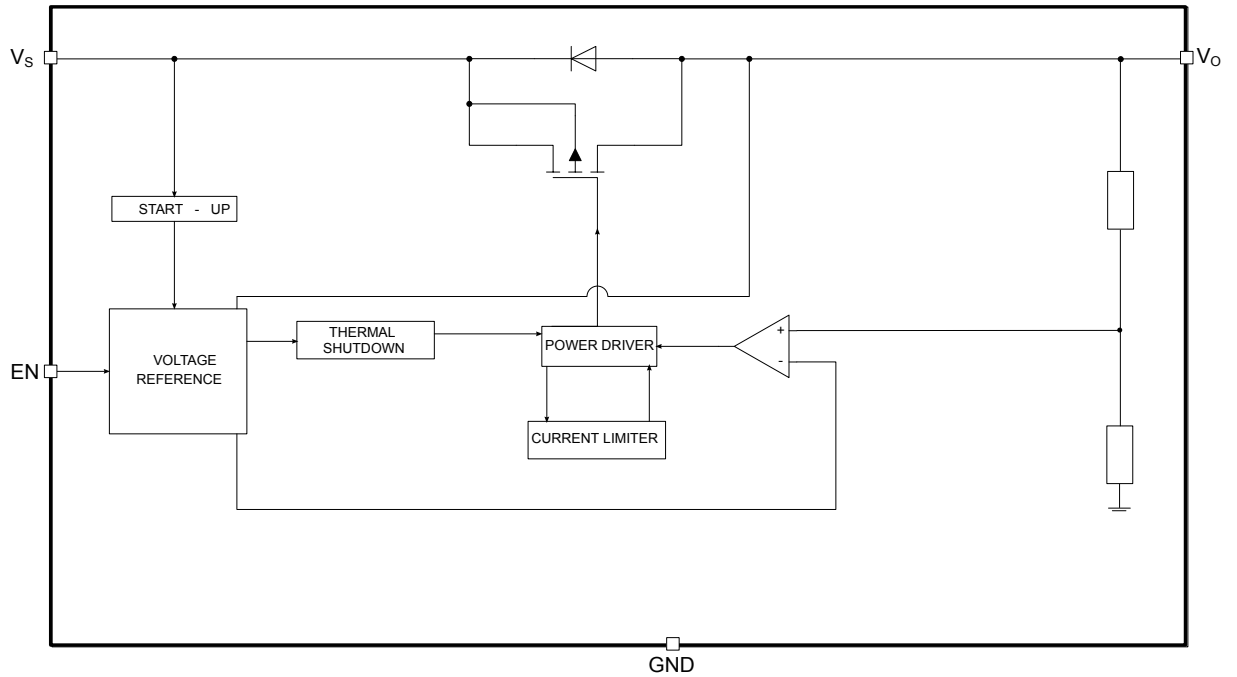 VS
VO
START - UP
THERMAL
SHUTDOWN
VOLTAGE
REFERENCE
POWER DRIVER
+
-
EN
CURRENT LIMITER
GND